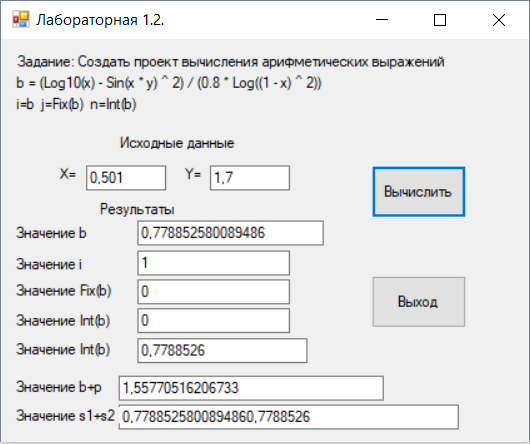 Лабораторная 1.2.
Задание: Создать проект вычисления арифметических выражений
b = (Log10(x) - Sin(x * y) ^ 2) / (0.8 * Log((1 - x) ^ 2))
i=b j=Fix(b) n=Int(b)
Исходные данные
X= 0,501 Y= 1,7
Вычислить
Результаты
Значение b 0,778852580089486
Значение i 1
Значение Fix(b) 0
Выход
Значение Int(b) 0
Значение Int(b) 0,7788526
Значение b+p 1,55770516206733
Значение s1+s2 0,7788525800894860,7788526